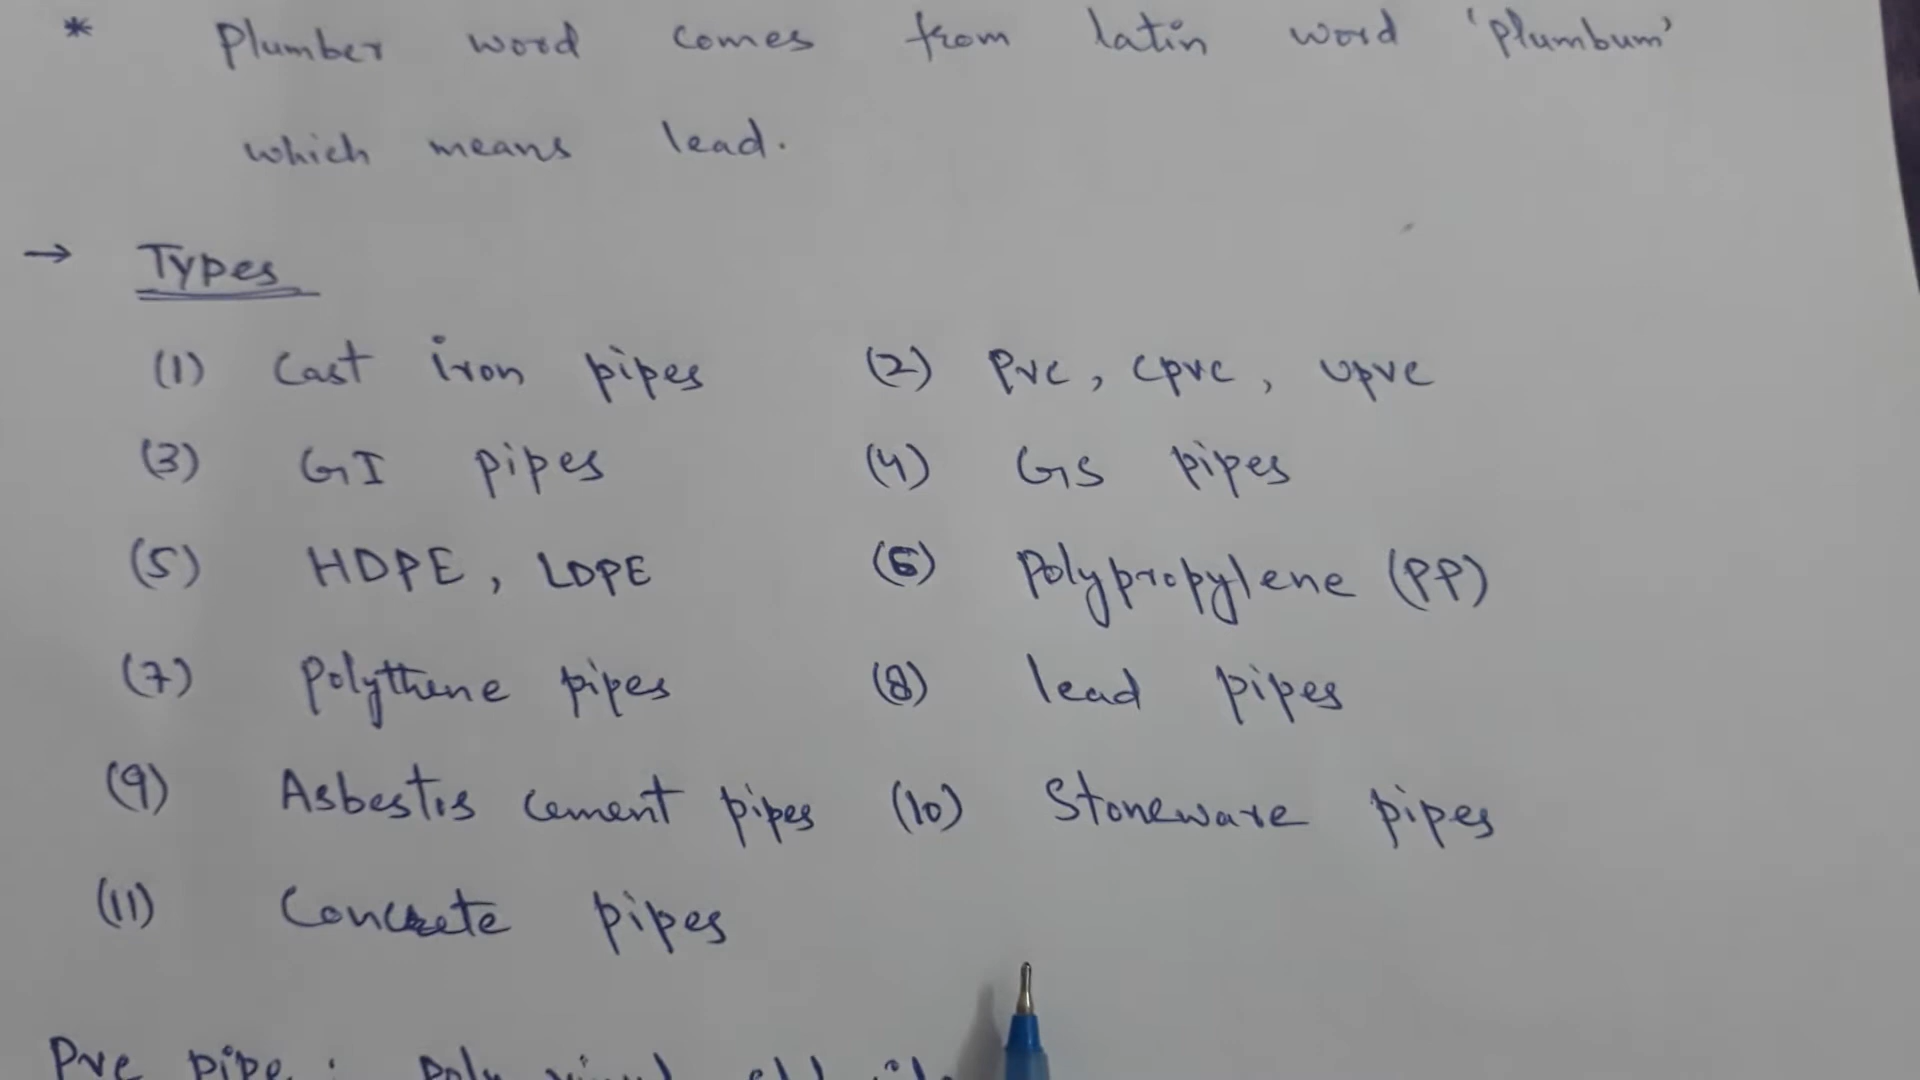 * Plumber word comes from latin word 'plumbum'
which means lead.
→ Types
(1) Cast iron pipes (2) PVC, CPVC, UPVC
(3) GI pipes (4) GS pipes
(5) HDPE, LDPE (6) Polypropylene (PP)
(7) Polythene pipes (8) lead pipes
(9) Asbestis cement pipes (10) Stoneware pipes
(11) Concrete pipes
PVC pipe :